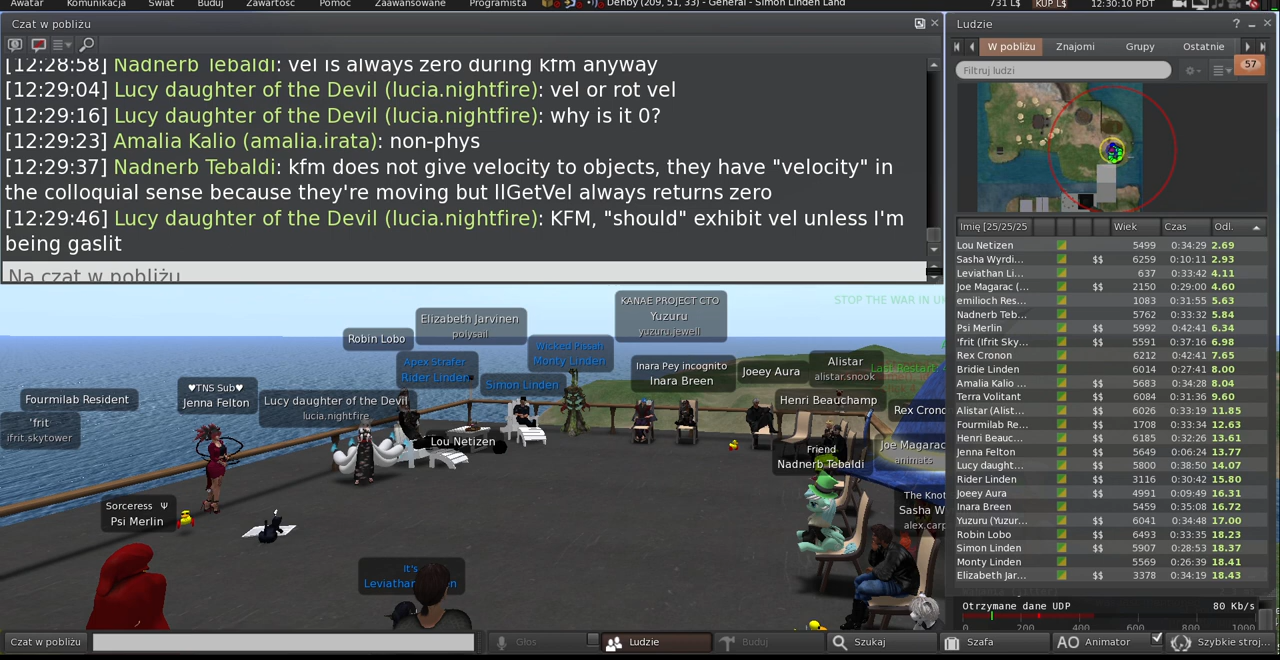 Awatar Komunikacja Świat Buduj Zawartość Pomoc Zaawansowane Programista Denby (209, 51, 33) - General - Simon Linden Land 731 L$ KUP L$ 12:30:10 PDT
Czat w pobliżu
[12:28:58] Nadnerb Tebaldi: vel is always zero during kfm anyway
[12:29:04] Lucy daughter of the Devil (lucia.nightfire): vel or rot vel
[12:29:16] Lucy daughter of the Devil (lucia.nightfire): why is it 0?
[12:29:23] Amalia Kalio (amalia.irata): non-phys
[12:29:37] Nadnerb Tebaldi: kfm does not give velocity to objects, they have "velocity" in
the colloquial sense because they're moving but llGetVel always returns zero
[12:29:46] Lucy daughter of the Devil (lucia.nightfire): KFM, "should" exhibit vel unless I'm
being gaslit
Na czat w pobliżu
STOP THE WAR IN
KANAE PROJECT CTO
Yuzuru
yuzuru.jewell
Elizabeth Jarvinen
polysail
Robin Lobo
Wicked Pissah
Monty Linden
Apex Strafer
Rider Linden
Simon Linden
Inara Pey incognito
Inara Breen
Joeey Aura
Alistar
alistar.snook
Last Restart:
♥TNS Sub♥
Jenna Felton
Fourmilab Resident
Lucy daughter of the Devil
lucia.nightfire
Henri Beauchamp
Rex Crono
'frit
ifrit.skytower
Lou Netizen
Joe Magarac
animats
Friend
Nadnerb Tebaldi
The Knot
Sasha W
alex.carp
Sorceress Ψ
Psi Merlin
It's
Leviathan
Ludzie
W pobliżu Znajomi Grupy Ostatnie
Filtruj ludzi
57
Imię [25/25/25 Wiek Czas Odl.
Lou Netizen 5499 0:34:29 2.69
Sasha Wyrdi... $$ 6259 0:10:11 2.93
Leviathan Li... 637 0:33:42 4.11
Joe Magarac (... $$ 2150 0:29:00 4.60
emilioch Res... 1083 0:31:55 5.63
Nadnerb Teb... 5762 0:33:32 5.84
Psi Merlin $$ 5992 0:42:41 6.34
'frit (Ifrit Sky... $$ 5591 0:37:16 6.98
Rex Cronon 6212 0:42:41 7.65
Bridie Linden 6014 0:27:41 8.00
Amalia Kalio ... $$ 5683 0:34:28 8.04
Terra Volitant $$ 6084 0:31:36 9.60
Alistar (Alist... $$ 6026 0:33:19 11.85
Fourmilab Re... $$ 1708 0:33:34 12.63
Henri Beauc... $$ 6185 0:32:26 13.61
Jenna Felton $$ 5649 0:06:24 13.77
Lucy daught... $$ 5800 0:38:50 14.07
Rider Linden $$ 3116 0:30:42 15.80
Joeey Aura $$ 4991 0:09:49 16.31
Inara Breen 5459 0:35:08 16.72
Yuzuru (Yuzur... $$ 6041 0:34:48 17.00
Robin Lobo $$ 6493 0:33:35 18.23
Simon Linden $$ 5907 0:28:53 18.37
Monty Linden 5569 0:26:39 18.41
Elizabeth Jar... $$ 3378 0:34:19 18.43
Otrzymane dane UDP 80 Kb/s
0 200 400 600 800 1000
Czat w pobliżu Głos Ludzie Buduj Szukaj Szafa AO Animator Szybkie stroj...